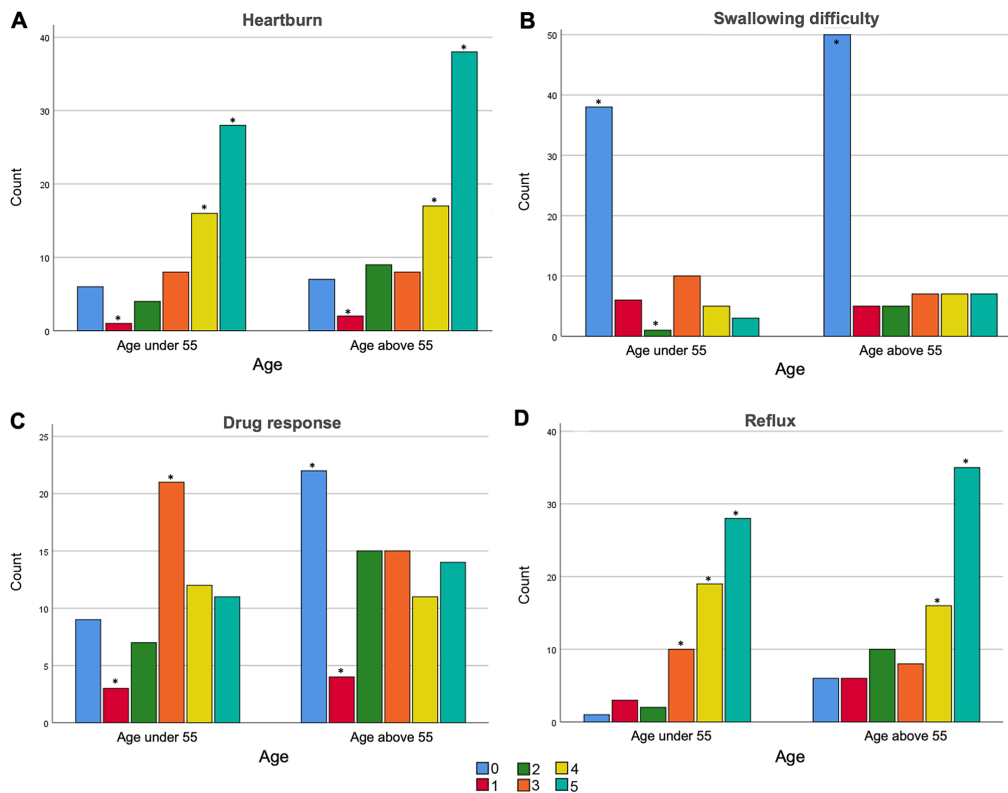 A
Heartburn
40
30
20
10
0
Count
* * * * * *
Age under 55
Age above 55
Age
B
Swallowing difficulty
50
40
30
20
10
0
Count
* * *
Age under 55
Age above 55
Age
C
Drug response
25
20
15
10
5
0
Count
* * * *
Age under 55
Age above 55
Age
D
Reflux
40
30
20
10
0
Count
* * * * *
Age under 55
Age above 55
Age
0 2 4
1 3 5